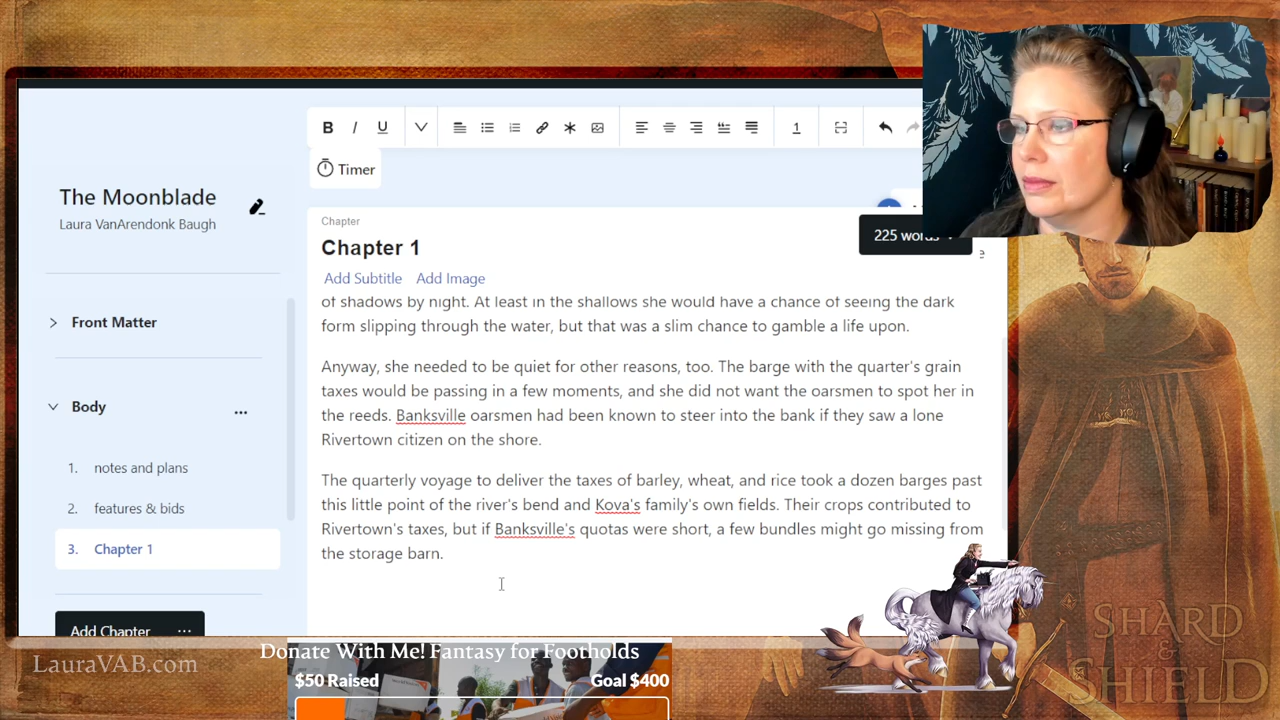 B I U
1
Timer
The Moonblade
Laura VanArendonk Baugh
Front Matter
Body
...
1. notes and plans
2. features & bids
3. Chapter 1
Add Chapter ...
Chapter
Chapter 1
225 words
Add Subtitle Add Image
of shadows by night. At least in the shallows she would have a chance of seeing the dark
form slipping through the water, but that was a slim chance to gamble a life upon.
Anyway, she needed to be quiet for other reasons, too. The barge with the quarter's grain
taxes would be passing in a few moments, and she did not want the oarsmen to spot her in
the reeds. Banksville oarsmen had been known to steer into the bank if they saw a lone
Rivertown citizen on the shore.
The quarterly voyage to deliver the taxes of barley, wheat, and rice took a dozen barges past
this little point of the river's bend and Kova's family's own fields. Their crops contributed to
Rivertown's taxes, but if Banksville's quotas were short, a few bundles might go missing from
the storage barn.
LauraVAB.com
Donate With Me! Fantasy for Footholds
$50 Raised Goal $400
SHARD
&
SHIELD